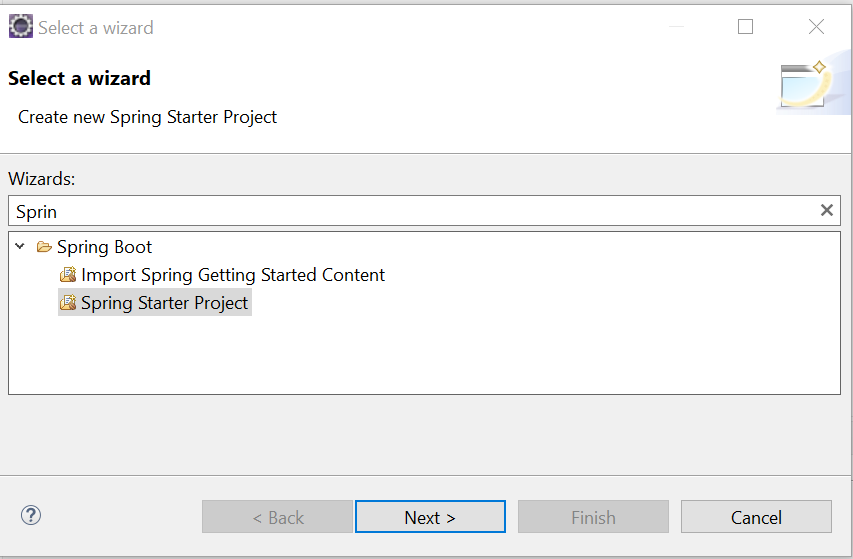 Select a wizard
Select a wizard
Create new Spring Starter Project
Wizards:
Sprin
Spring Boot
Import Spring Getting Started Content
Spring Starter Project
< Back
Next >
Finish
Cancel